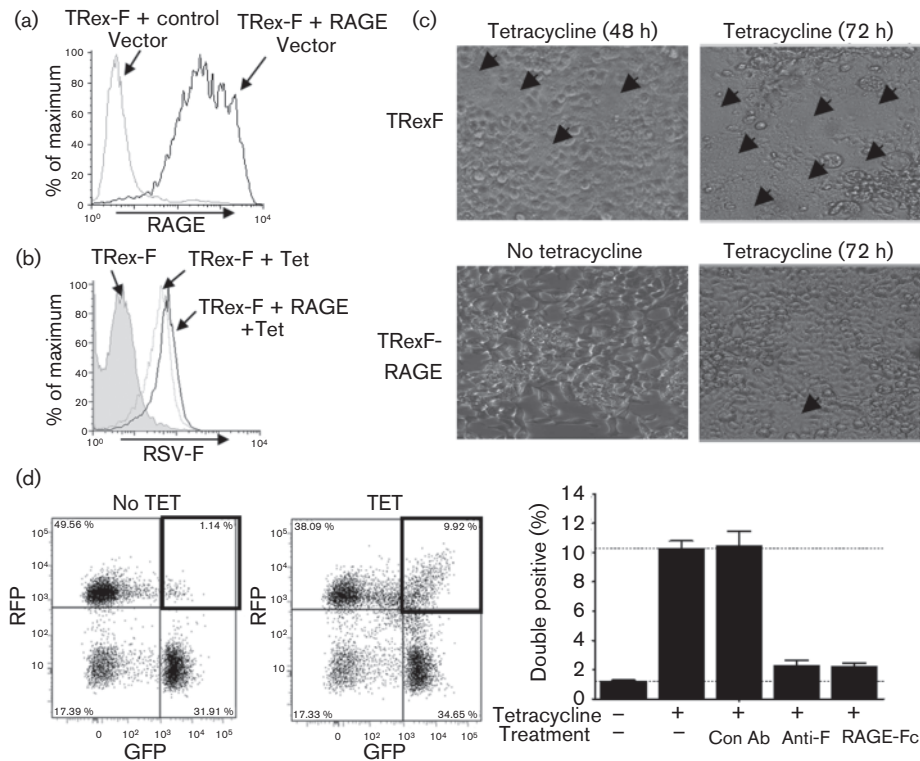 (a)
TRex-F + control
Vector
TRex-F + RAGE
Vector
% of maximum
100
80
60
40
20
0
10⁰
10⁴
RAGE
(b)
TRex-F
TRex-F + Tet
TRex-F + RAGE
+Tet
% of maximum
100
80
60
40
20
0
10⁰
10⁴
RSV-F
(c)
Tetracycline (48 h)
Tetracycline (72 h)
TRexF
No tetracycline
Tetracycline (72 h)
TRexF-
RAGE
(d)
No TET
49.56 %
1.14 %
17.39 %
31.91 %
RFP
10⁵
10⁴
10³
10²
10
0
10²
10³
10⁴
10⁵
GFP
TET
38.09 %
9.92 %
17.33 %
34.65 %
RFP
10⁵
10⁴
10³
10²
10
0
10²
10³
10⁴
10⁵
GFP
Double positive (%)
14
12
10
8
6
4
2
0
Tetracycline – + + + +
Treatment – – Con Ab Anti-F RAGE-Fc